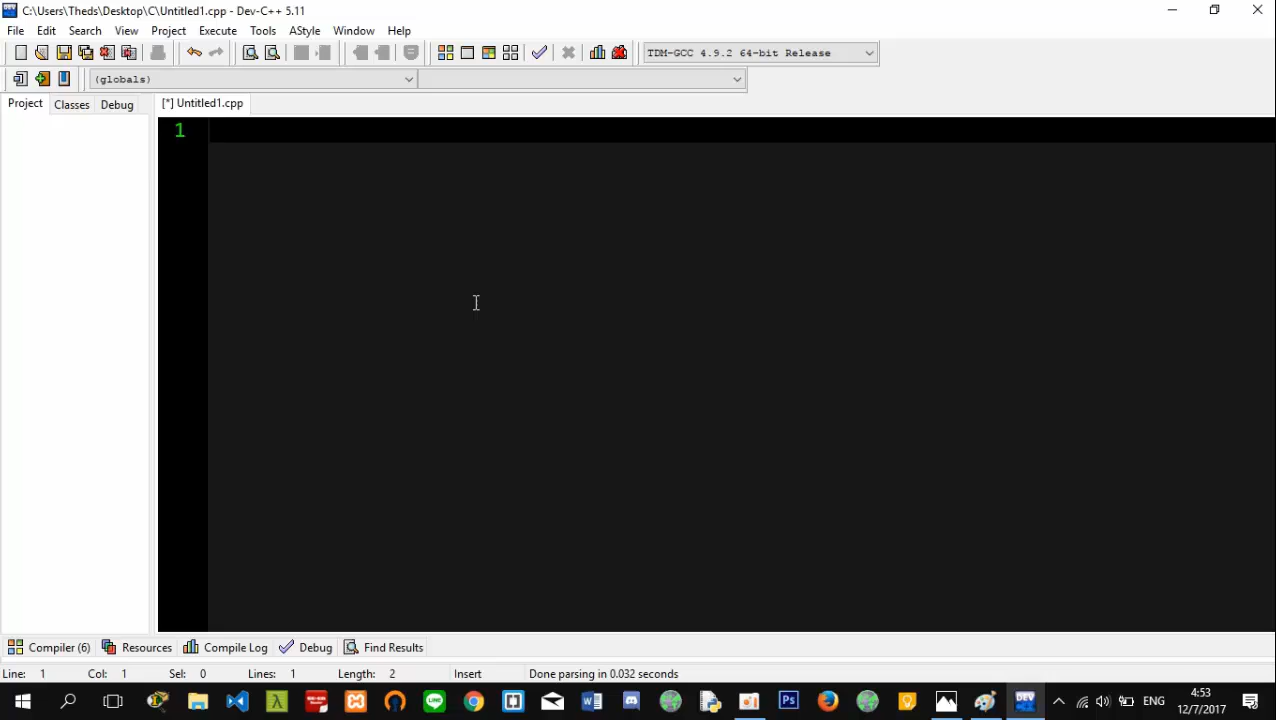 C:\Users\Theds\Desktop\C\Untitled1.cpp - Dev-C++ 5.11
File Edit Search View Project Execute Tools AStyle Window Help
TDM-GCC 4.9.2 64-bit Release
(globals)
Project Classes Debug [*] Untitled1.cpp
1
Compiler (6) Resources Compile Log Debug Find Results
Line: 1 Col: 1 Sel: 0 Lines: 1 Length: 2 Insert Done parsing in 0.032 seconds
LINE Ps DEV ENG
4:53
12/7/2017